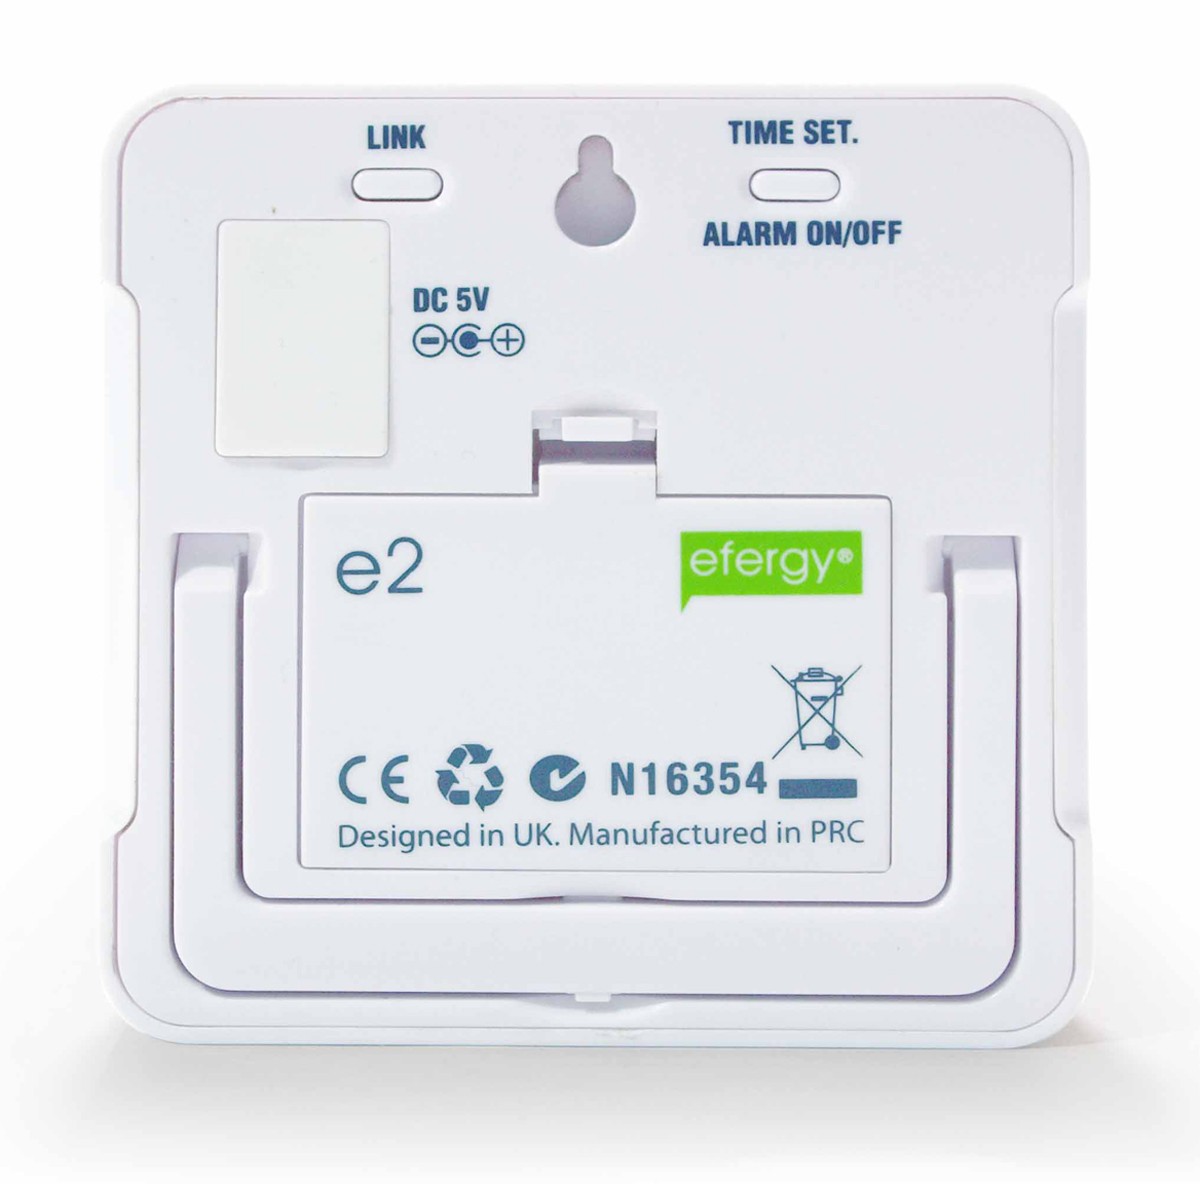 LINK
TIME SET.
ALARM ON/OFF
DC 5V
e2
efergy®
CE N16354
Designed in UK. Manufactured in PRC